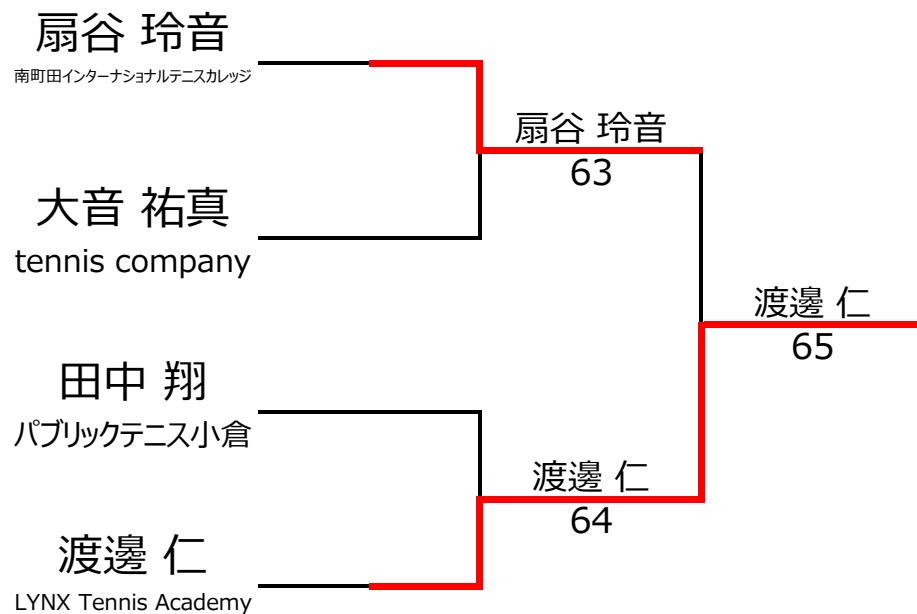 扇谷 玲音
南町田インターナショナルテニスカレッジ
大音 祐真
tennis company
田中 翔
パブリックテニス小倉
渡邊 仁
LYNX Tennis Academy
扇谷 玲音
63
渡邊 仁
64
渡邊 仁
65